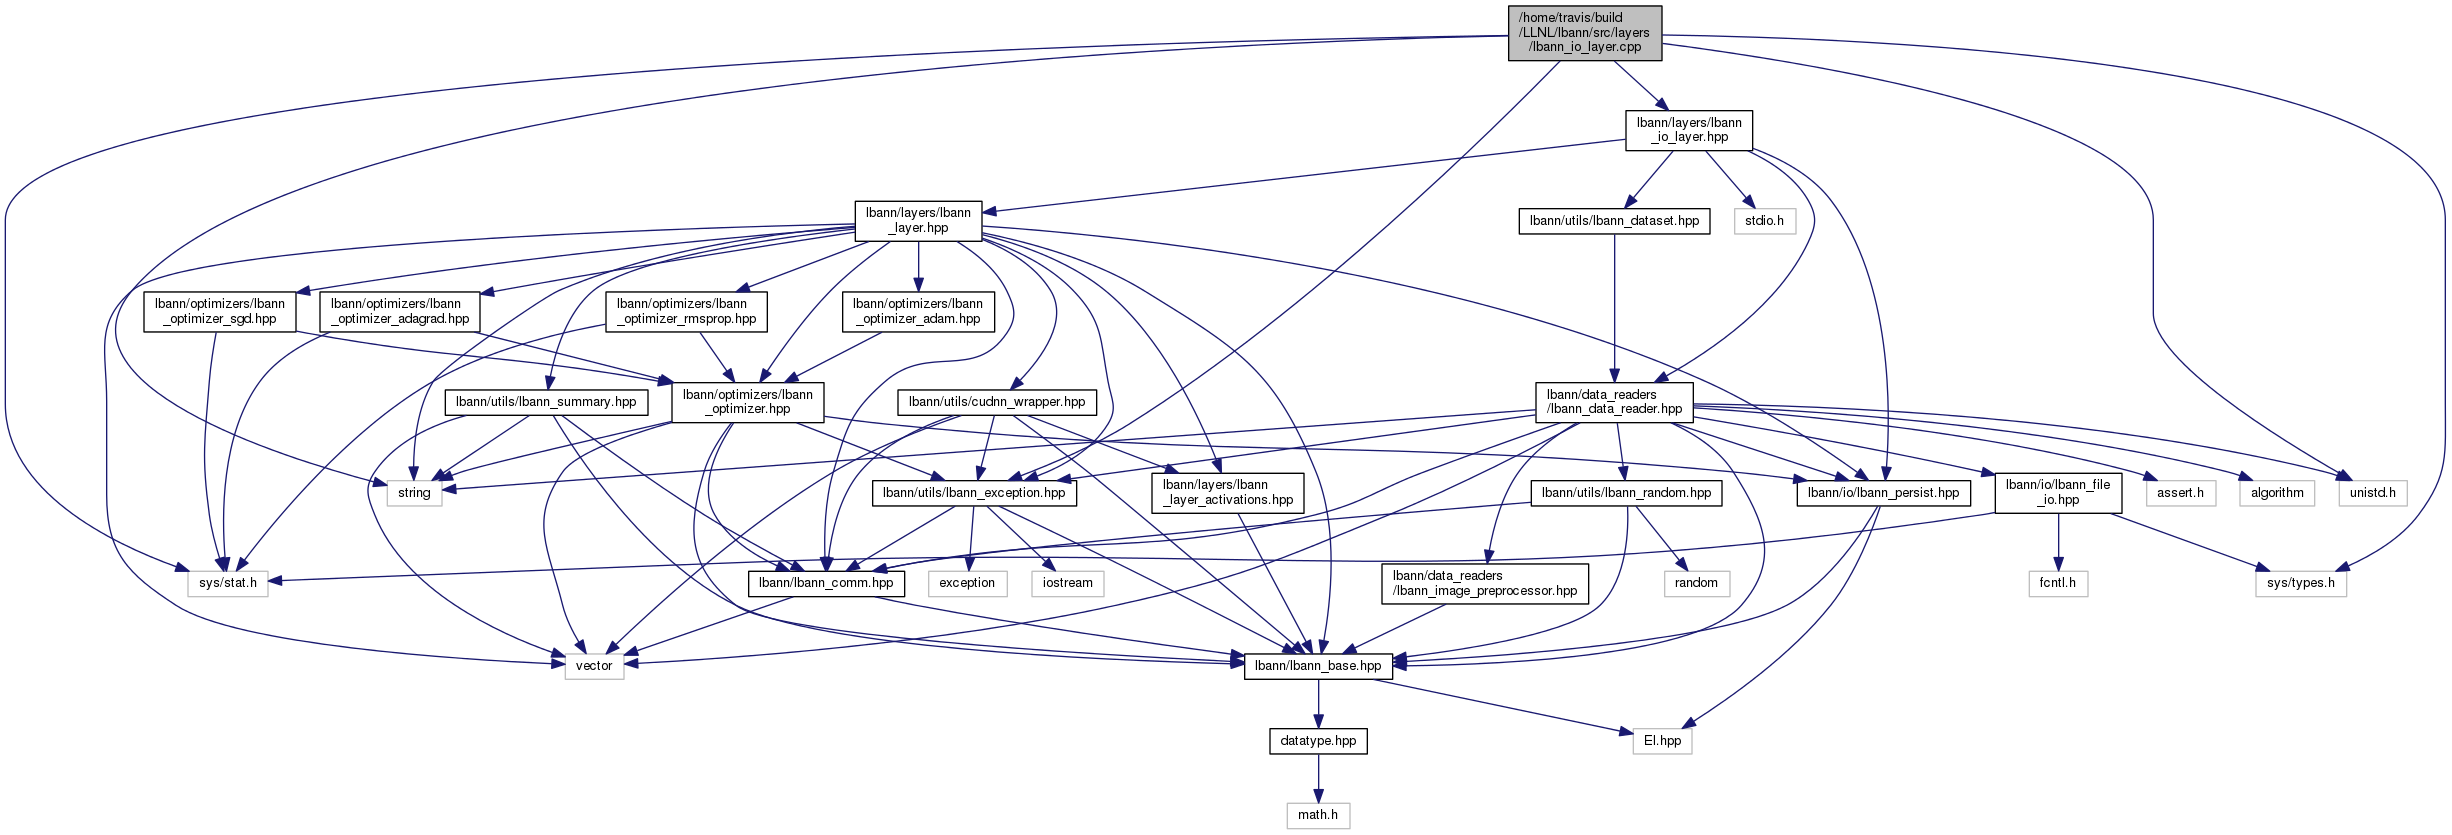 /home/travis/build
/LLNL/lbann/src/layers
/lbann_io_layer.cpp
lbann/layers/lbann
_io_layer.hpp
lbann/layers/lbann
_layer.hpp
lbann/utils/lbann_dataset.hpp
stdio.h
lbann/optimizers/lbann
_optimizer_sgd.hpp
lbann/optimizers/lbann
_optimizer_adagrad.hpp
lbann/optimizers/lbann
_optimizer_rmsprop.hpp
lbann/optimizers/lbann
_optimizer_adam.hpp
lbann/utils/lbann_summary.hpp
lbann/optimizers/lbann
_optimizer.hpp
lbann/utils/cudnn_wrapper.hpp
lbann/data_readers
/lbann_data_reader.hpp
string
lbann/utils/lbann_exception.hpp
lbann/layers/lbann
_layer_activations.hpp
lbann/utils/lbann_random.hpp
lbann/io/lbann_persist.hpp
lbann/io/lbann_file
_io.hpp
assert.h
algorithm
unistd.h
sys/stat.h
lbann/lbann_comm.hpp
exception
iostream
lbann/data_readers
/lbann_image_preprocessor.hpp
random
fcntl.h
sys/types.h
vector
lbann/lbann_base.hpp
datatype.hpp
El.hpp
math.h